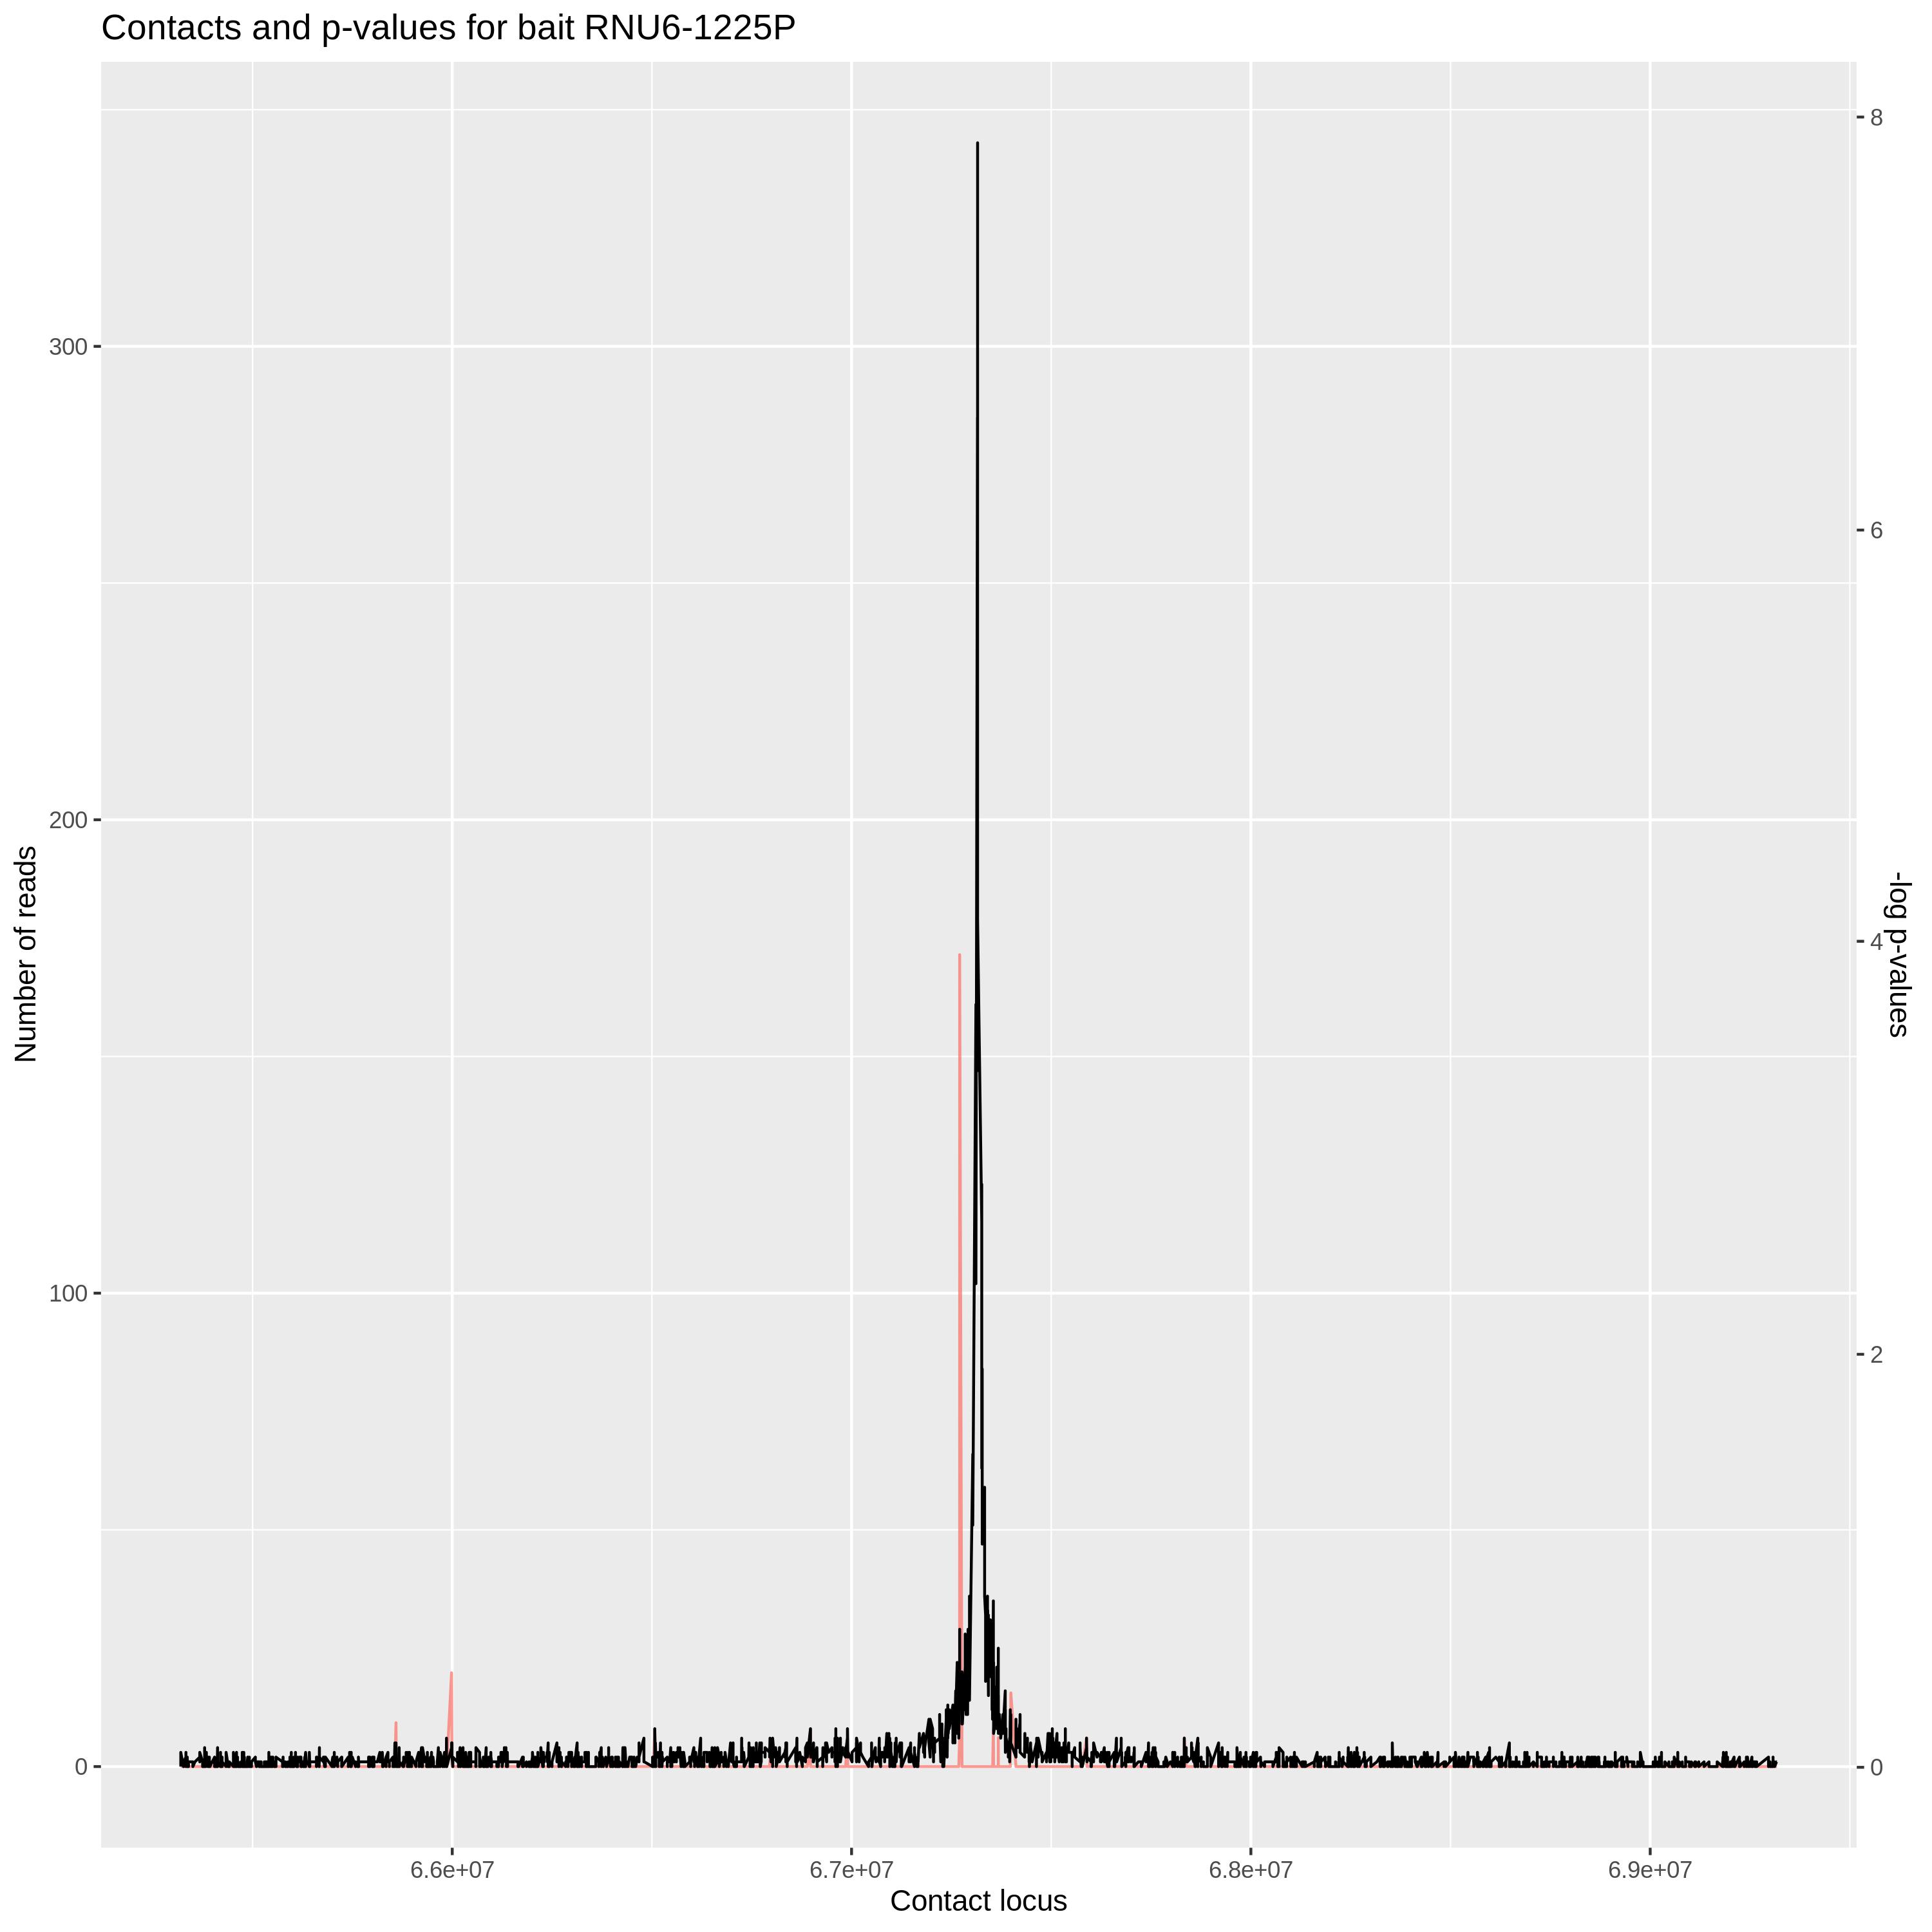 Contacts and p-values for bait RNU6-1225P
300
200
100
0
Number of reads
8
6
4
2
0
-log p-values
6.6e+07
6.7e+07
6.8e+07
6.9e+07
Contact locus